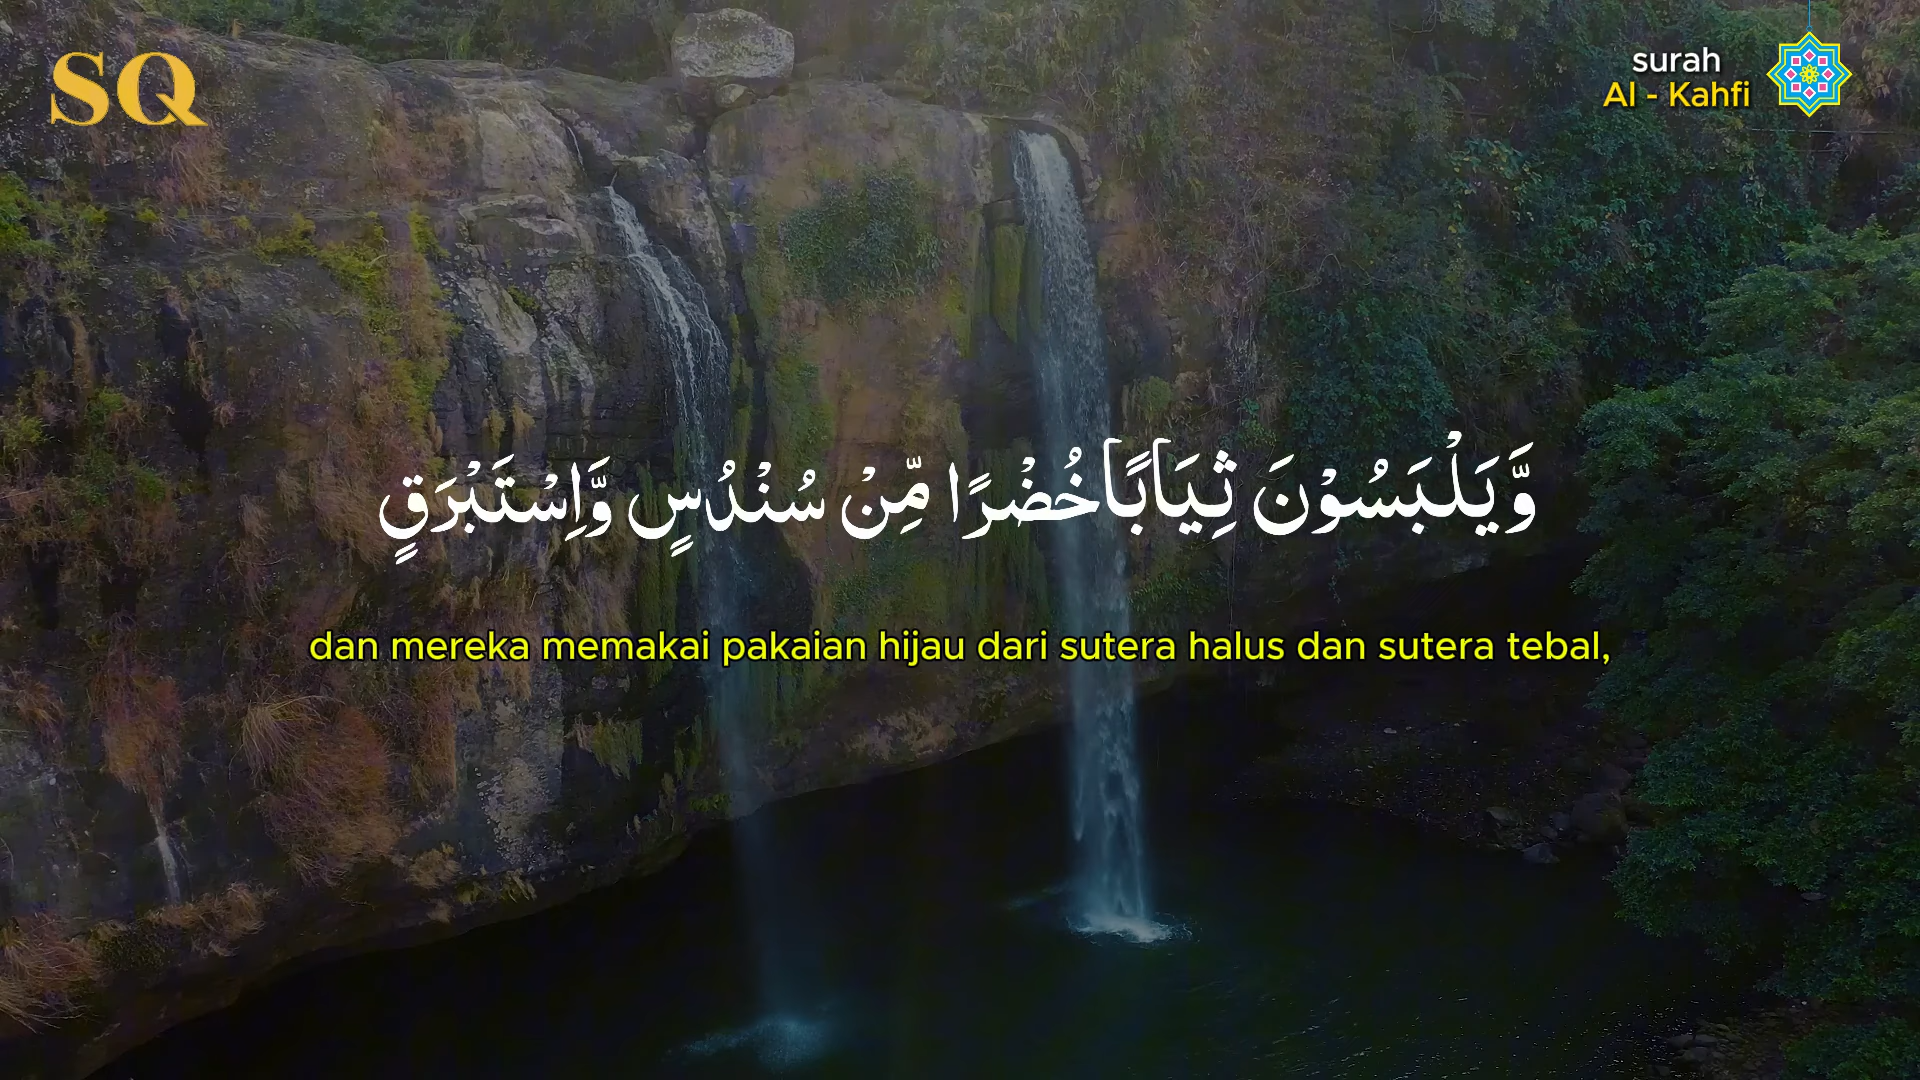 SQ
surah
Al - Kahfi
وَّيَلْبَسُوْنَ ثِيَابًا خُضْرًا مِّنْ سُنْدُسٍ وَّاِسْتَبْرَقٍ
dan mereka memakai pakaian hijau dari sutera halus dan sutera tebal,